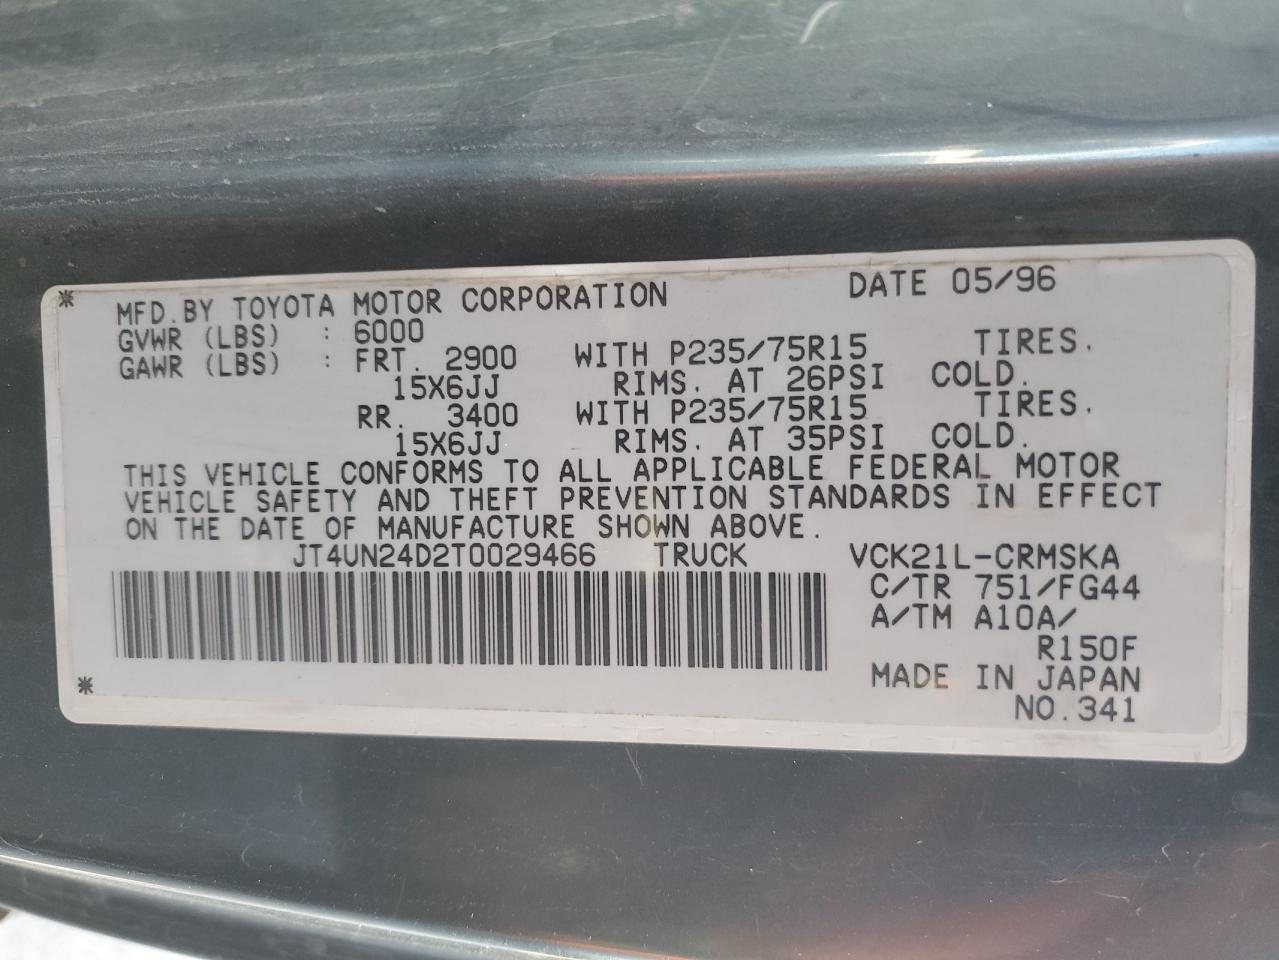 MFD.BY TOYOTA MOTOR CORPORATION DATE 05/96
GVWR (LBS) : 6000
GAWR (LBS) : FRT. 2900 WITH P235/75R15 TIRES.
15X6JJ RIMS. AT 26PSI COLD.
RR. 3400 WITH P235/75R15 TIRES.
15X6JJ RIMS. AT 35PSI COLD.
THIS VEHICLE CONFORMS TO ALL APPLICABLE FEDERAL MOTOR
VEHICLE SAFETY AND THEFT PREVENTION STANDARDS IN EFFECT
ON THE DATE OF MANUFACTURE SHOWN ABOVE.
JT4UN24D2T0029466 TRUCK VCK21L-CRMSKA
C/TR 751/FG44
A/TM A10A/
R150F
MADE IN JAPAN
NO.341